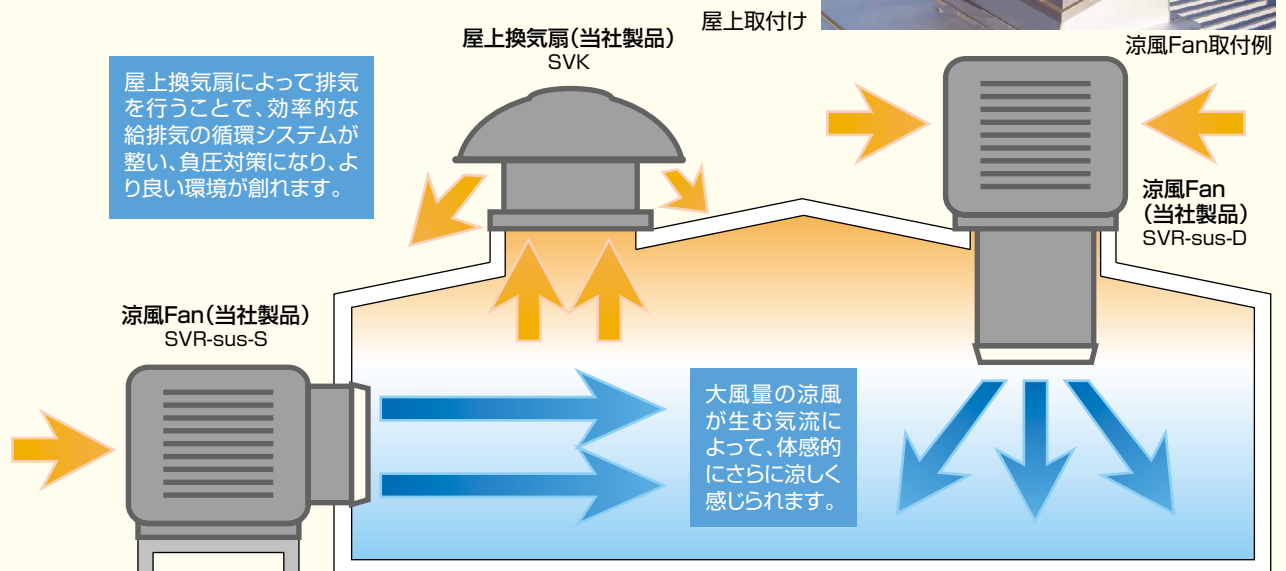 屋上取付け
涼風Fan取付例
屋上換気扇(当社製品)
SVK
屋上換気扇によって排気
を行うことで、効率的な
給排気の循環システムが
整い、負圧対策になり、よ
り良い環境が創れます。
涼風Fan
(当社製品)
SVR-sus-D
涼風Fan(当社製品)
SVR-sus-S
大風量の涼風
が生む気流に
よって、体感的
にさらに涼しく
感じられます。